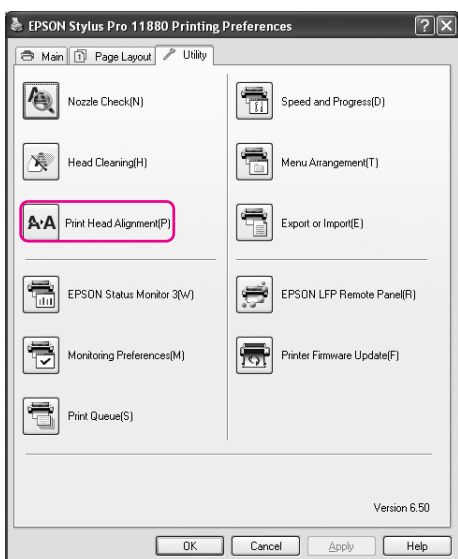 EPSON Stylus Pro 11880 Printing Preferences
Main
Page Layout
Utility
Nozzle Check(N)
Speed and Progress(D)
Head Cleaning(H)
Menu Arrangement(T)
A A
Print Head Alignment(P)
Export or Import(E)
EPSON Status Monitor 3(W)
EPSON LFP Remote Panel(R)
Monitoring Preferences(M)
Printer Firmware Update(F)
Print Queue(S)
Version 6.50
OK
Cancel
Apply
Help